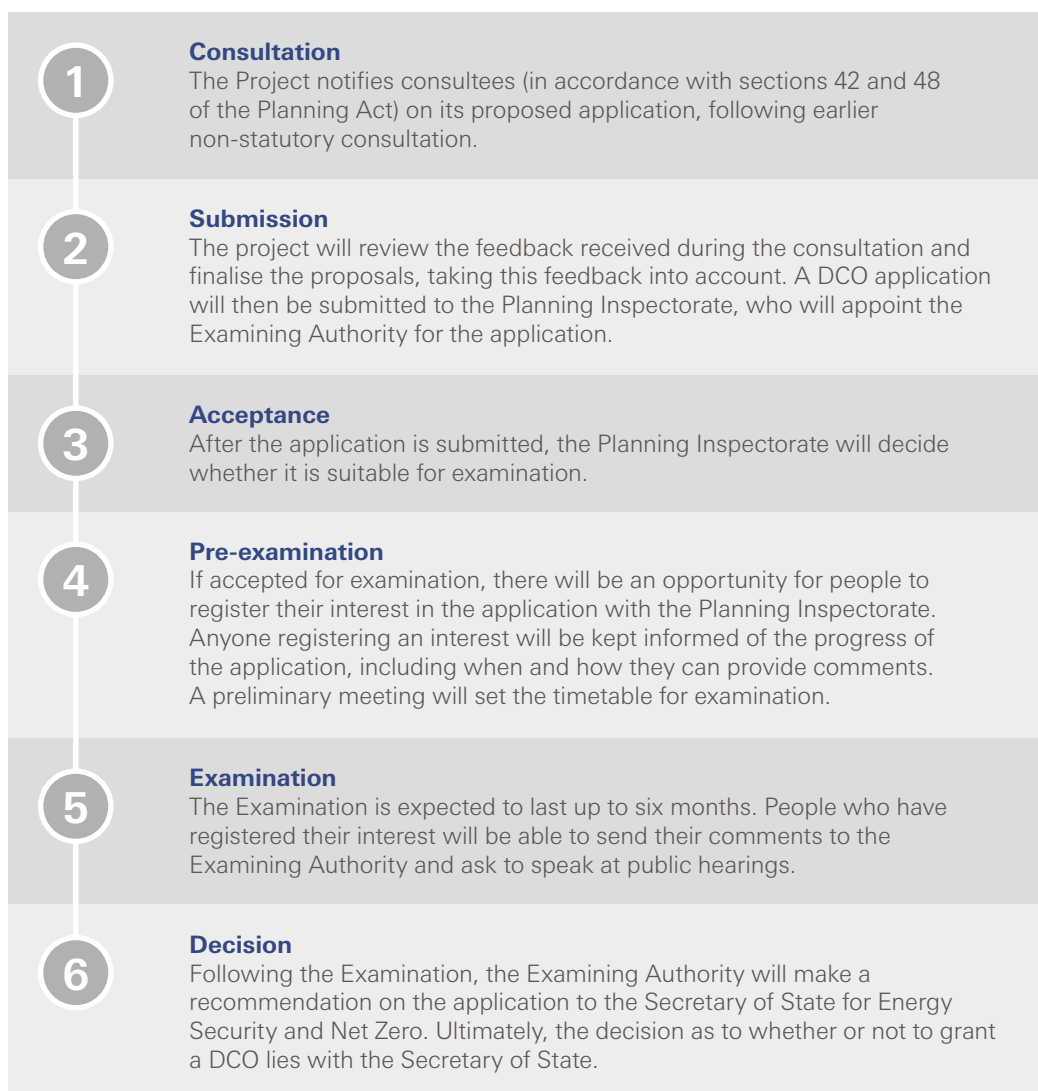 1
Consultation
The Project notifies consultees (in accordance with sections 42 and 48
of the Planning Act) on its proposed application, following earlier
non-statutory consultation.
2
Submission
The project will review the feedback received during the consultation and
finalise the proposals, taking this feedback into account. A DCO application
will then be submitted to the Planning Inspectorate, who will appoint the
Examining Authority for the application.
3
Acceptance
After the application is submitted, the Planning Inspectorate will decide
whether it is suitable for examination.
4
Pre-examination
If accepted for examination, there will be an opportunity for people to
register their interest in the application with the Planning Inspectorate.
Anyone registering an interest will be kept informed of the progress of
the application, including when and how they can provide comments.
A preliminary meeting will set the timetable for examination.
5
Examination
The Examination is expected to last up to six months. People who have
registered their interest will be able to send their comments to the
Examining Authority and ask to speak at public hearings.
6
Decision
Following the Examination, the Examining Authority will make a
recommendation on the application to the Secretary of State for Energy
Security and Net Zero. Ultimately, the decision as to whether or not to grant
a DCO lies with the Secretary of State.